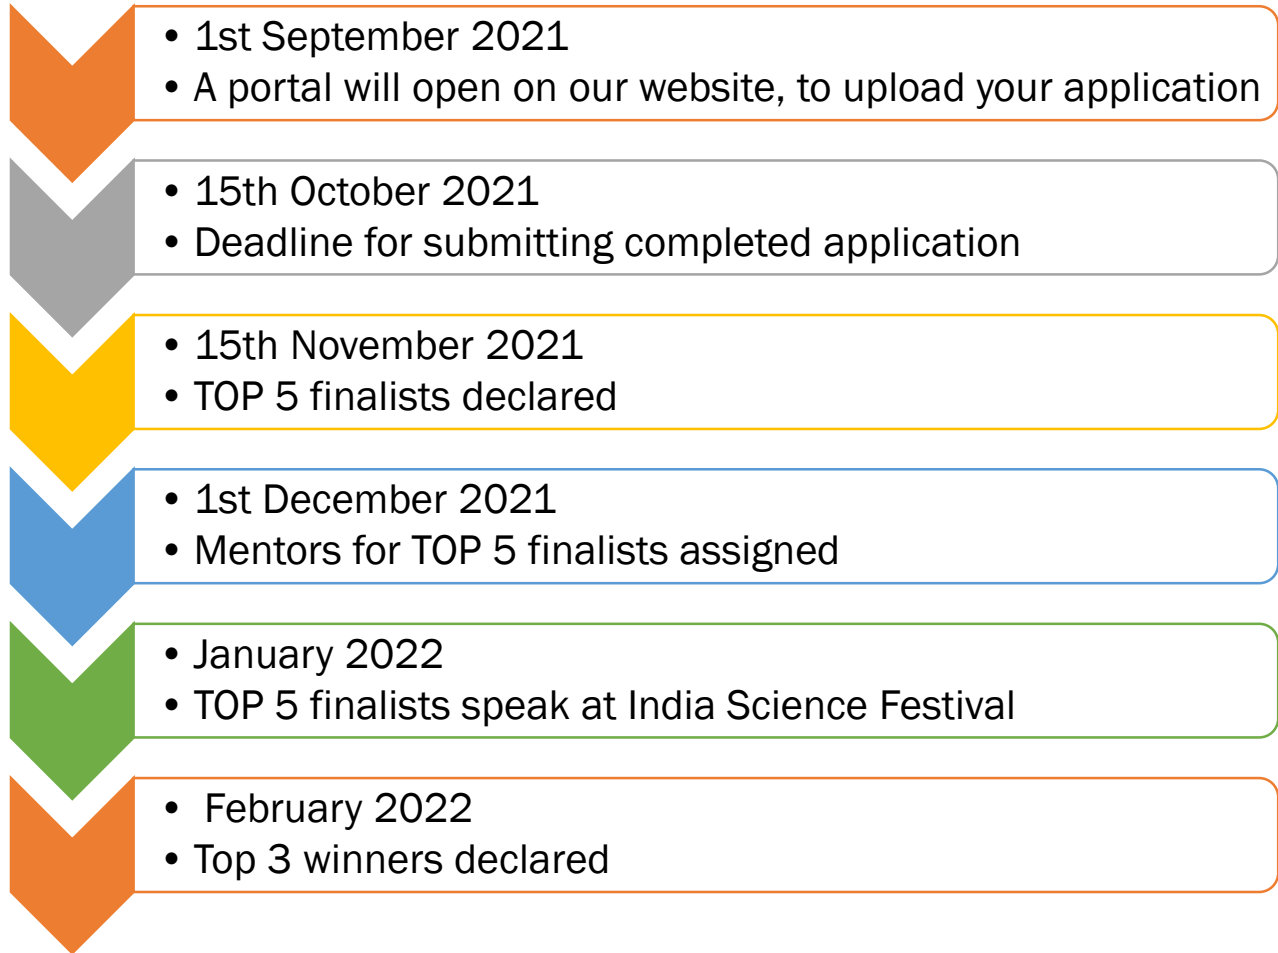 • 1st September 2021
• A portal will open on our website, to upload your application
• 15th October 2021
• Deadline for submitting completed application
• 15th November 2021
• TOP 5 finalists declared
• 1st December 2021
• Mentors for TOP 5 finalists assigned
• January 2022
• TOP 5 finalists speak at India Science Festival
• February 2022
• Top 3 winners declared